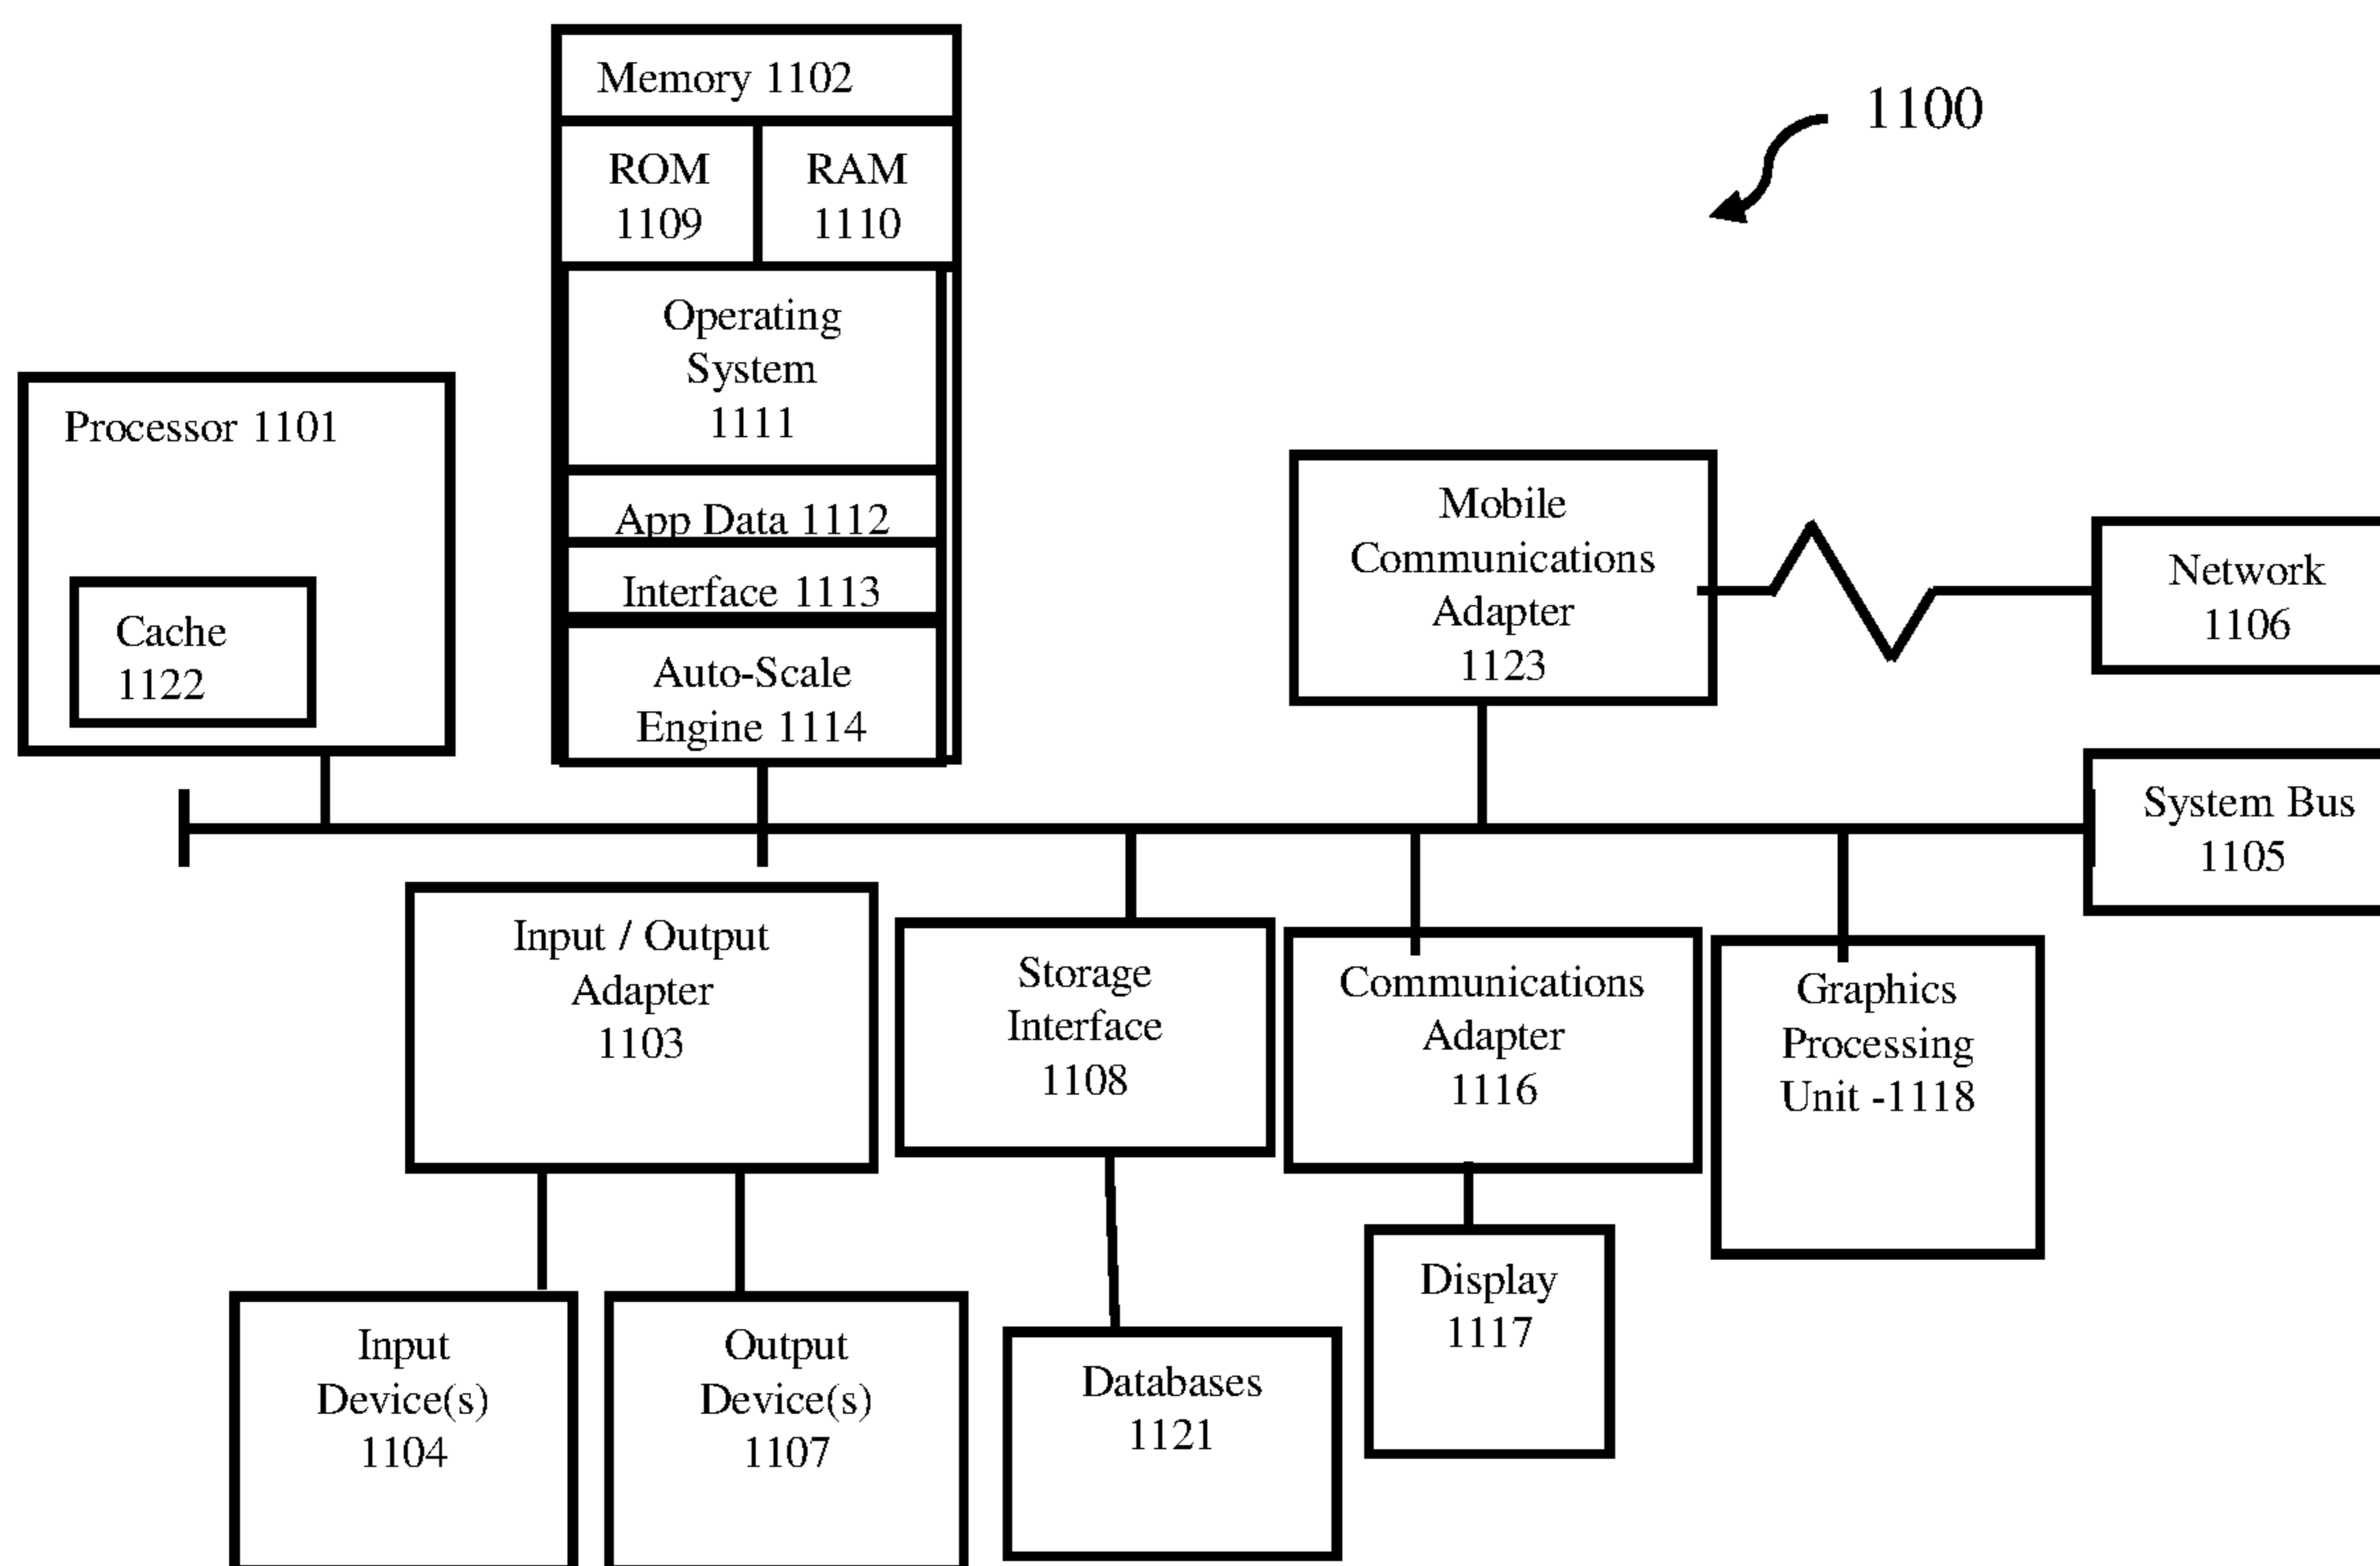 Memory 1102
ROM
1109
RAM
1110
Operating
System
1111
App Data 1112
Interface 1113
Auto-Scale
Engine 1114
1100
Processor 1101
Cache
1122
Mobile
Communications
Adapter
1123
Network
1106
System Bus
1105
Input / Output
Adapter
1103
Storage
Interface
1108
Communications
Adapter
1116
Graphics
Processing
Unit -1118
Input
Device(s)
1104
Output
Device(s)
1107
Databases
1121
Display
1117